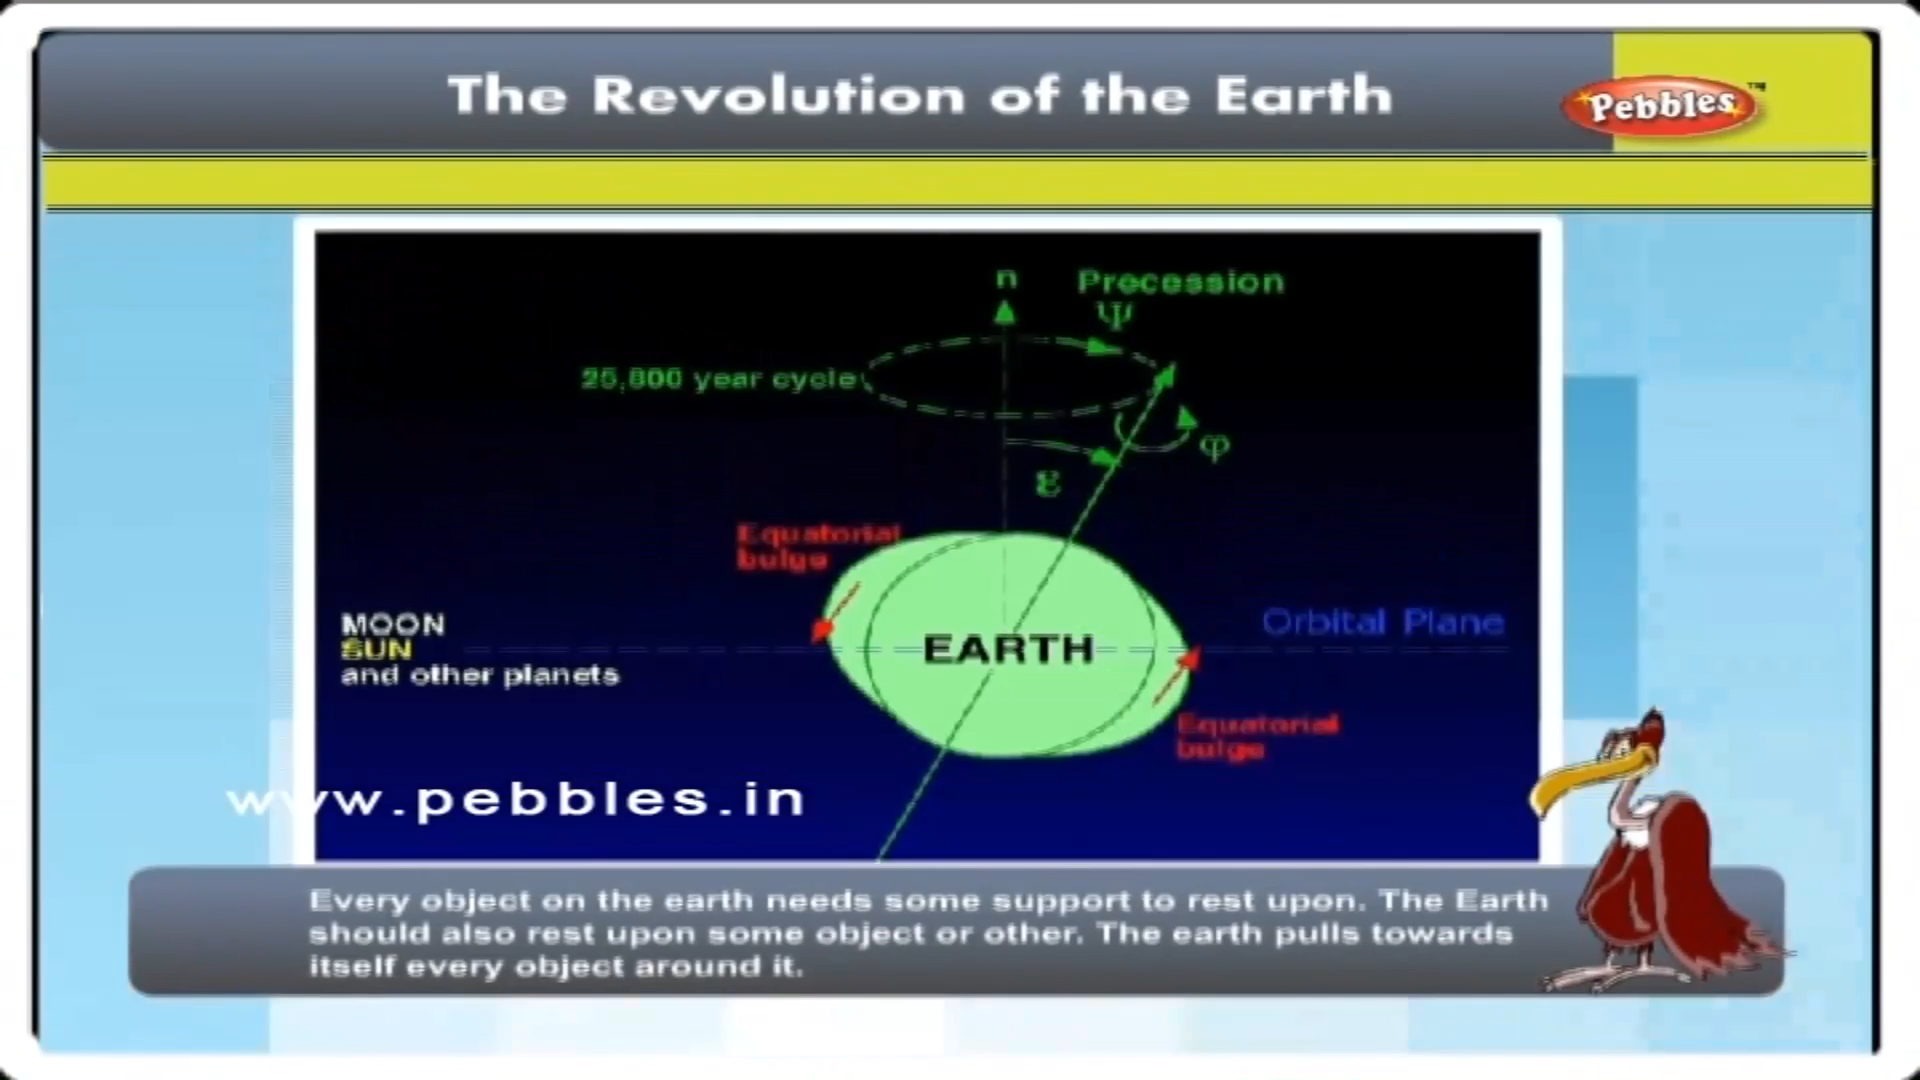 The Revolution of the Earth
Pebbles™
n
Precession
Ψ
25,800 year cycle
φ
ε
Equatorial
bulge
MOON
SUN
and other planets
EARTH
Orbital Plane
Equatorial
bulge
www.pebbles.in
Every object on the earth needs some support to rest upon. The Earth
should also rest upon some object or other. The earth pulls towards
itself every object around it.